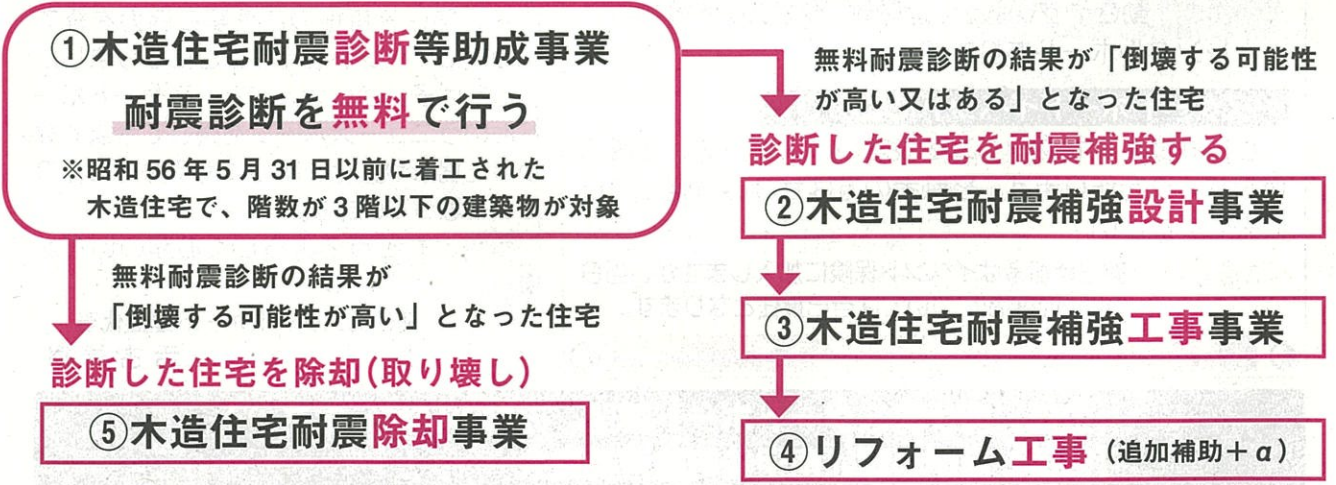 ①木造住宅耐震診断等助成事業
耐震診断を無料で行う
※昭和56年5月31日以前に着工された
木造住宅で、階数が3階以下の建築物が対象
無料耐震診断の結果が「倒壊する可能性
が高い又はある」となった住宅
診断した住宅を耐震補強する
②木造住宅耐震補強設計事業
③木造住宅耐震補強工事事業
④リフォーム工事（追加補助＋α）
無料耐震診断の結果が
「倒壊する可能性が高い」となった住宅
診断した住宅を除却(取り壊し)
⑤木造住宅耐震除却事業